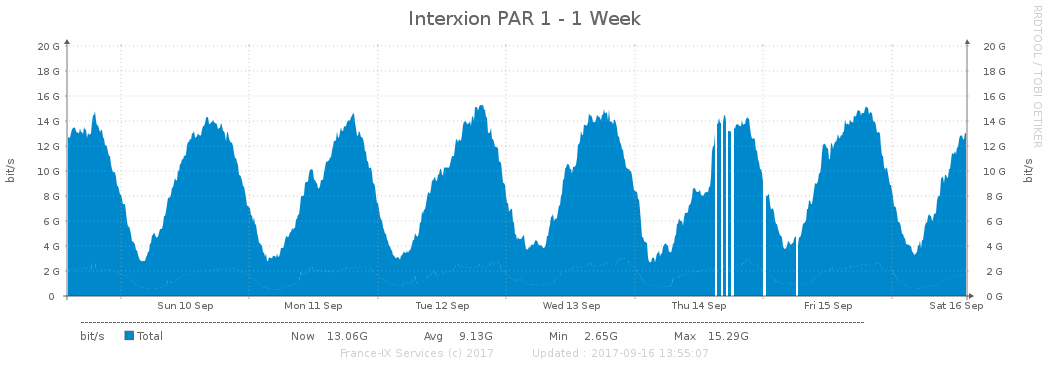 Interxion PAR 1 - 1 Week
RRDTOOL / TOBI OETIKER
20 G 20 G
18 G 18 G
16 G 16 G
14 G 14 G
12 G 12 G
10 G 10 G
8 G 8 G
6 G 6 G
4 G 4 G
2 G 2 G
0 0 G
bit/s
bit/s
Sun 10 Sep Mon 11 Sep Tue 12 Sep Wed 13 Sep Thu 14 Sep Fri 15 Sep Sat 16 Sep
bit/s Total Now 13.06G Avg 9.13G Min 2.65G Max 15.29G
France-IX Services (c) 2017 Updated : 2017-09-16 13:55:07